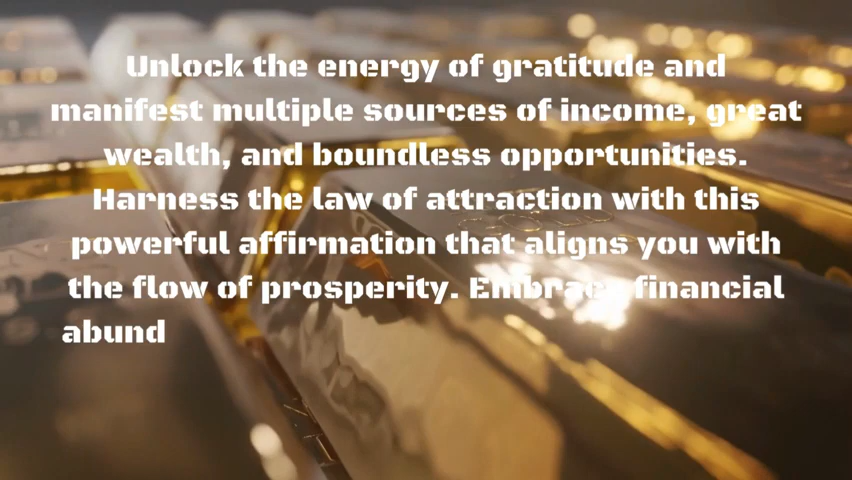 Unlock the energy of gratitude and
manifest multiple sources of income, great
wealth, and boundless opportunities.
Harness the law of attraction with this
powerful affirmation that aligns you with
the flow of prosperity. Embrace financial
abund